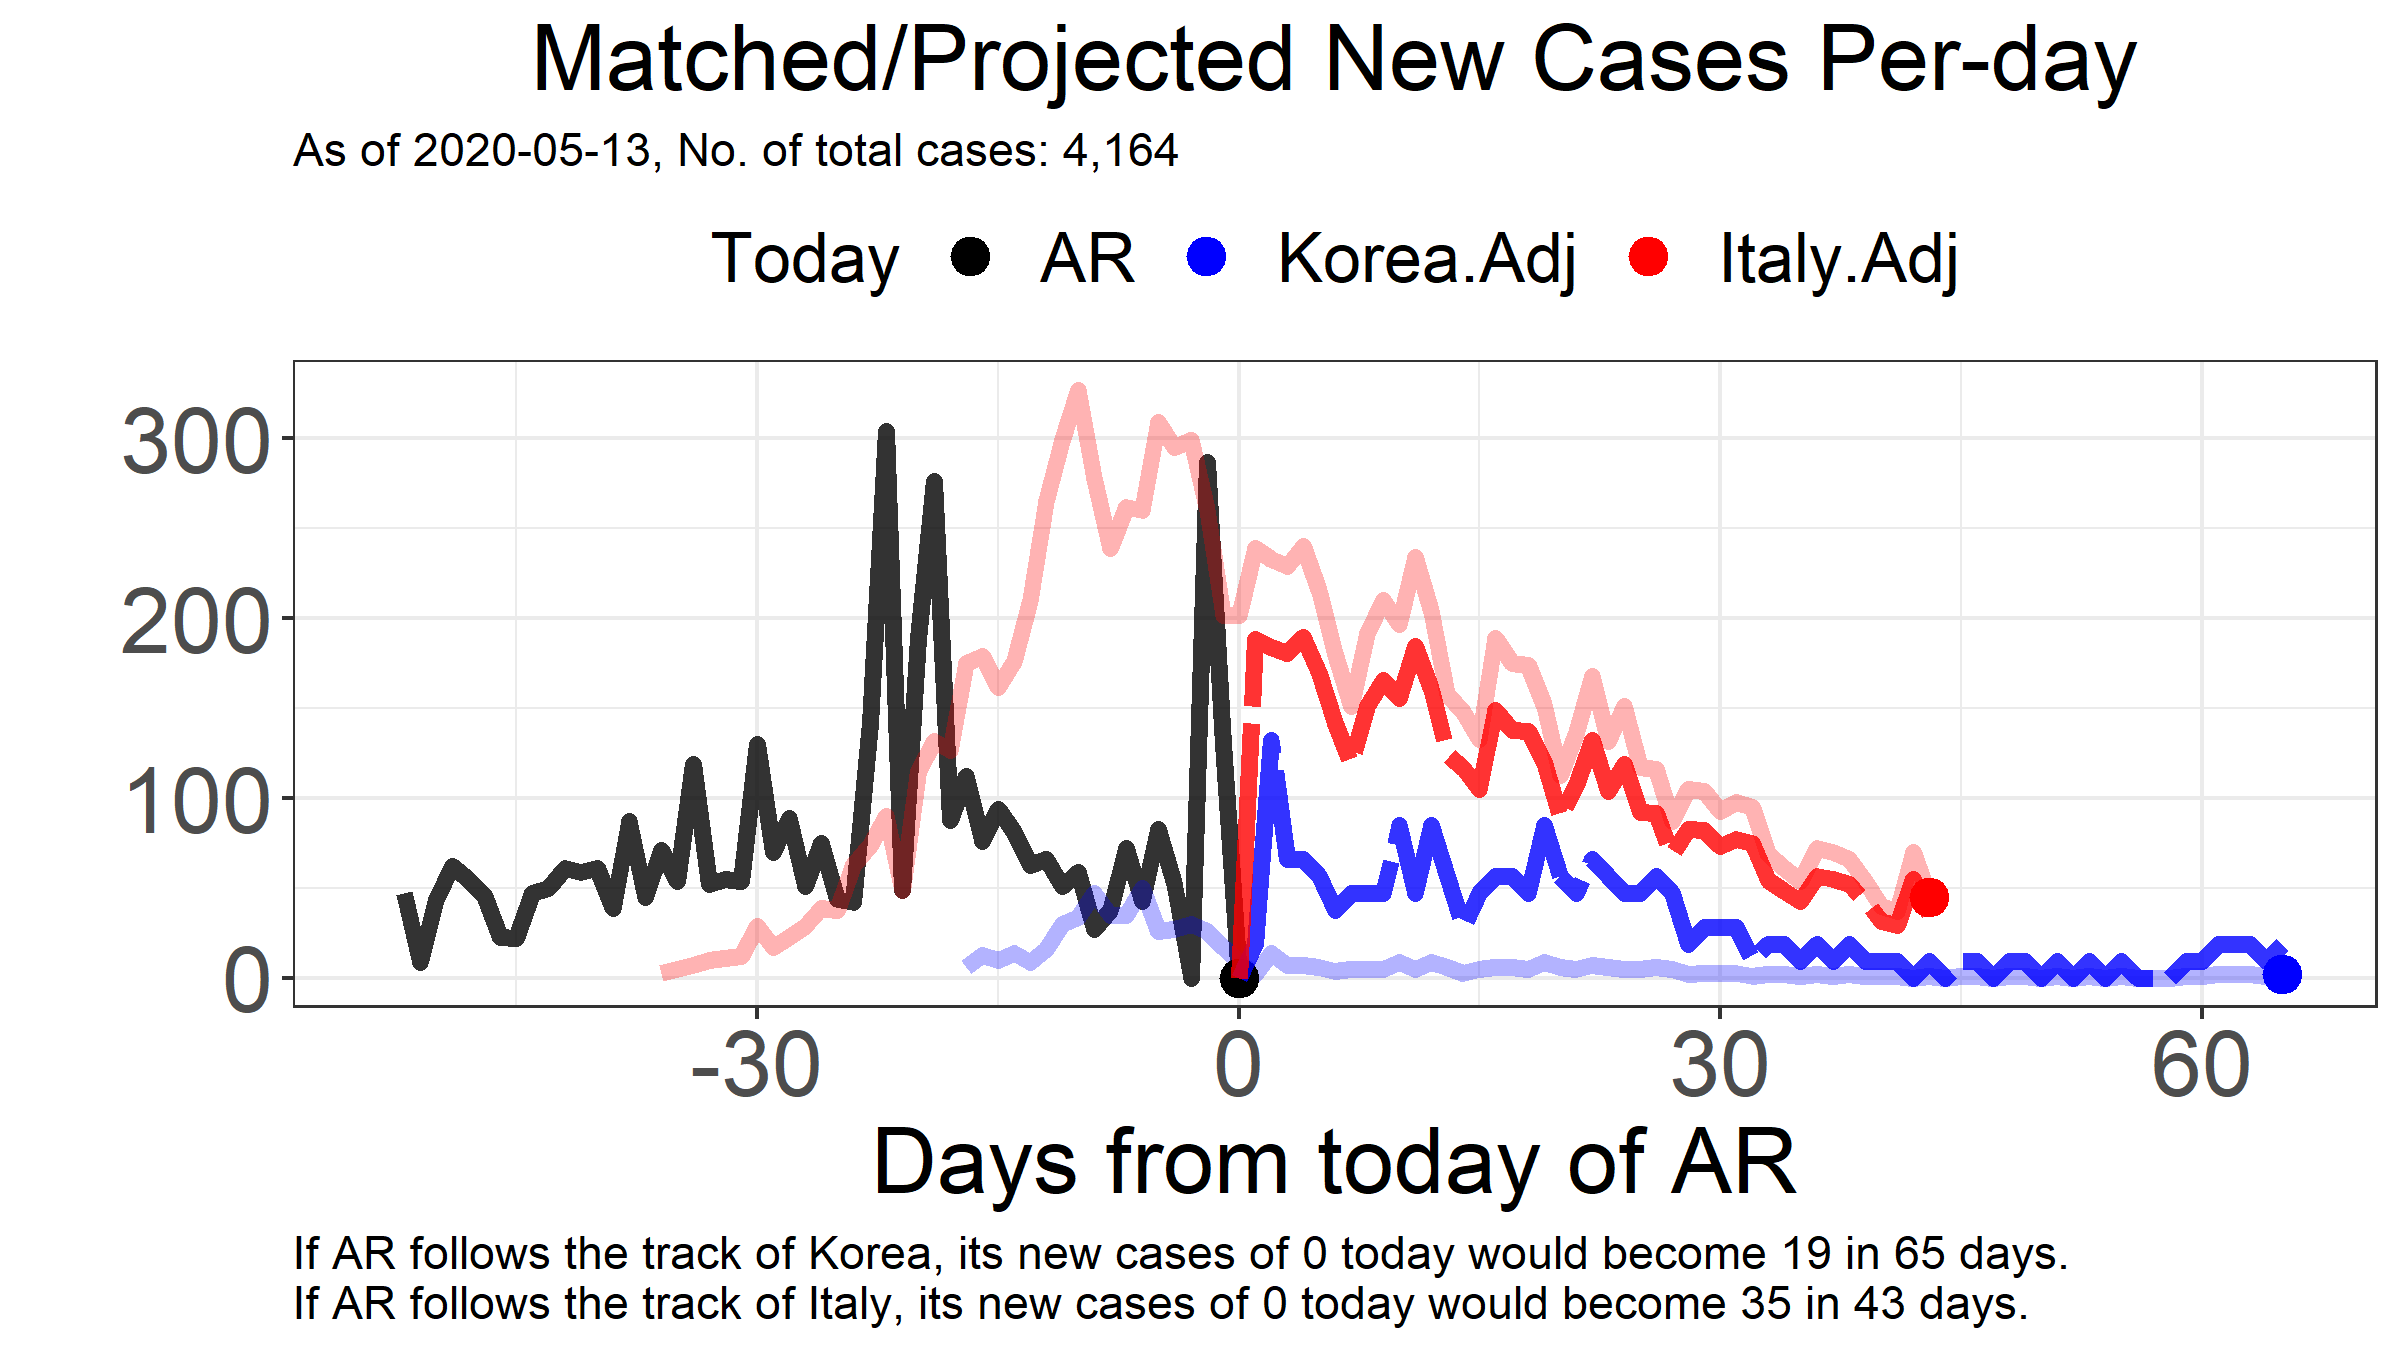 Matched/Projected New Cases Per-day
As of 2020-05-13, No. of total cases: 4,164
Today AR Korea.Adj Italy.Adj
300
200
100
0
-30 0 30 60
Days from today of AR
If AR follows the track of Korea, its new cases of 0 today would become 19 in 65 days.
If AR follows the track of Italy, its new cases of 0 today would become 35 in 43 days.